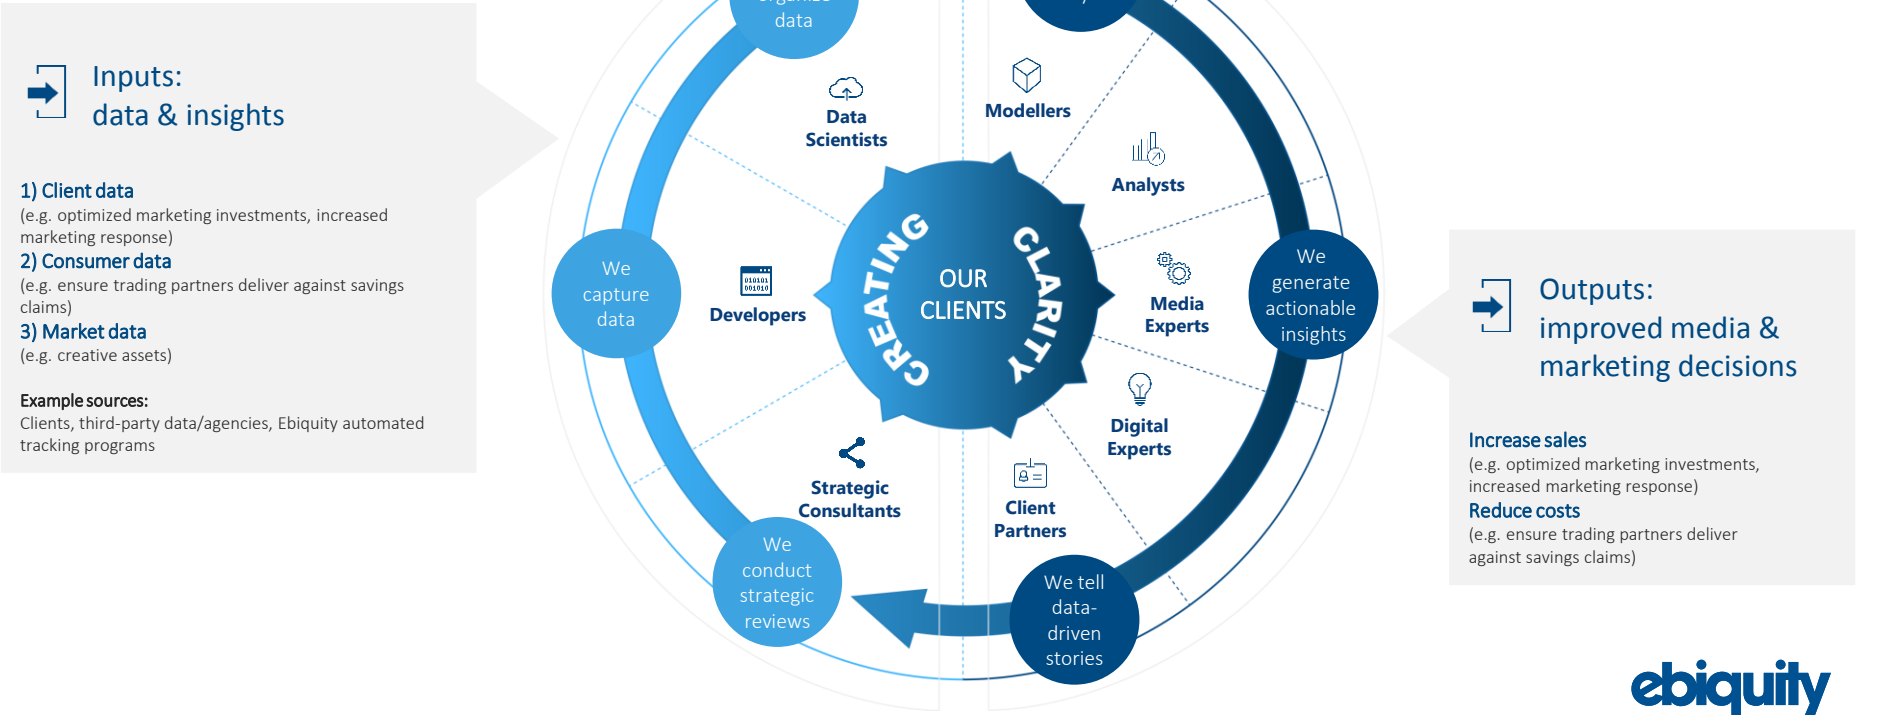 Inputs:
data & insights
1) Client data
(e.g. optimized marketing investments, increased
marketing response)
2) Consumer data
(e.g. ensure trading partners deliver against savings
claims)
3) Market data
(e.g. creative assets)
Example sources:
Clients, third-party data/agencies, Ebiquity automated
tracking programs
data
Data
Scientists
Modellers
Analysts
We
capture
data
010101
001010
Developers
CREATING
OUR
CLIENTS
CLARITY
Media
Experts
We
generate
actionable
insights
Digital
Experts
Strategic
Consultants
Client
Partners
We
conduct
strategic
reviews
We tell
data-
driven
stories
Outputs:
improved media &
marketing decisions
Increase sales
(e.g. optimized marketing investments,
increased marketing response)
Reduce costs
(e.g. ensure trading partners deliver
against savings claims)
ebiquity